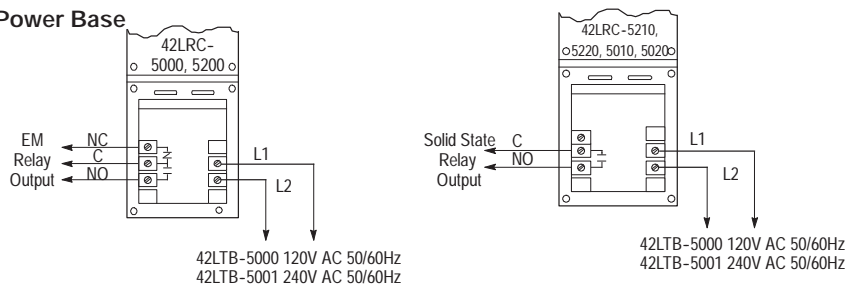 Power Base
42LRC-
5000, 5200
EM
Relay
Output
NC
C
NO
L1
L2
42LTB-5000 120V AC 50/60Hz
42LTB-5001 240V AC 50/60Hz
42LRC-5210,
5220, 5010, 5020
Solid State
Relay
Output
C
NO
L1
L2
42LTB-5000 120V AC 50/60Hz
42LTB-5001 240V AC 50/60Hz